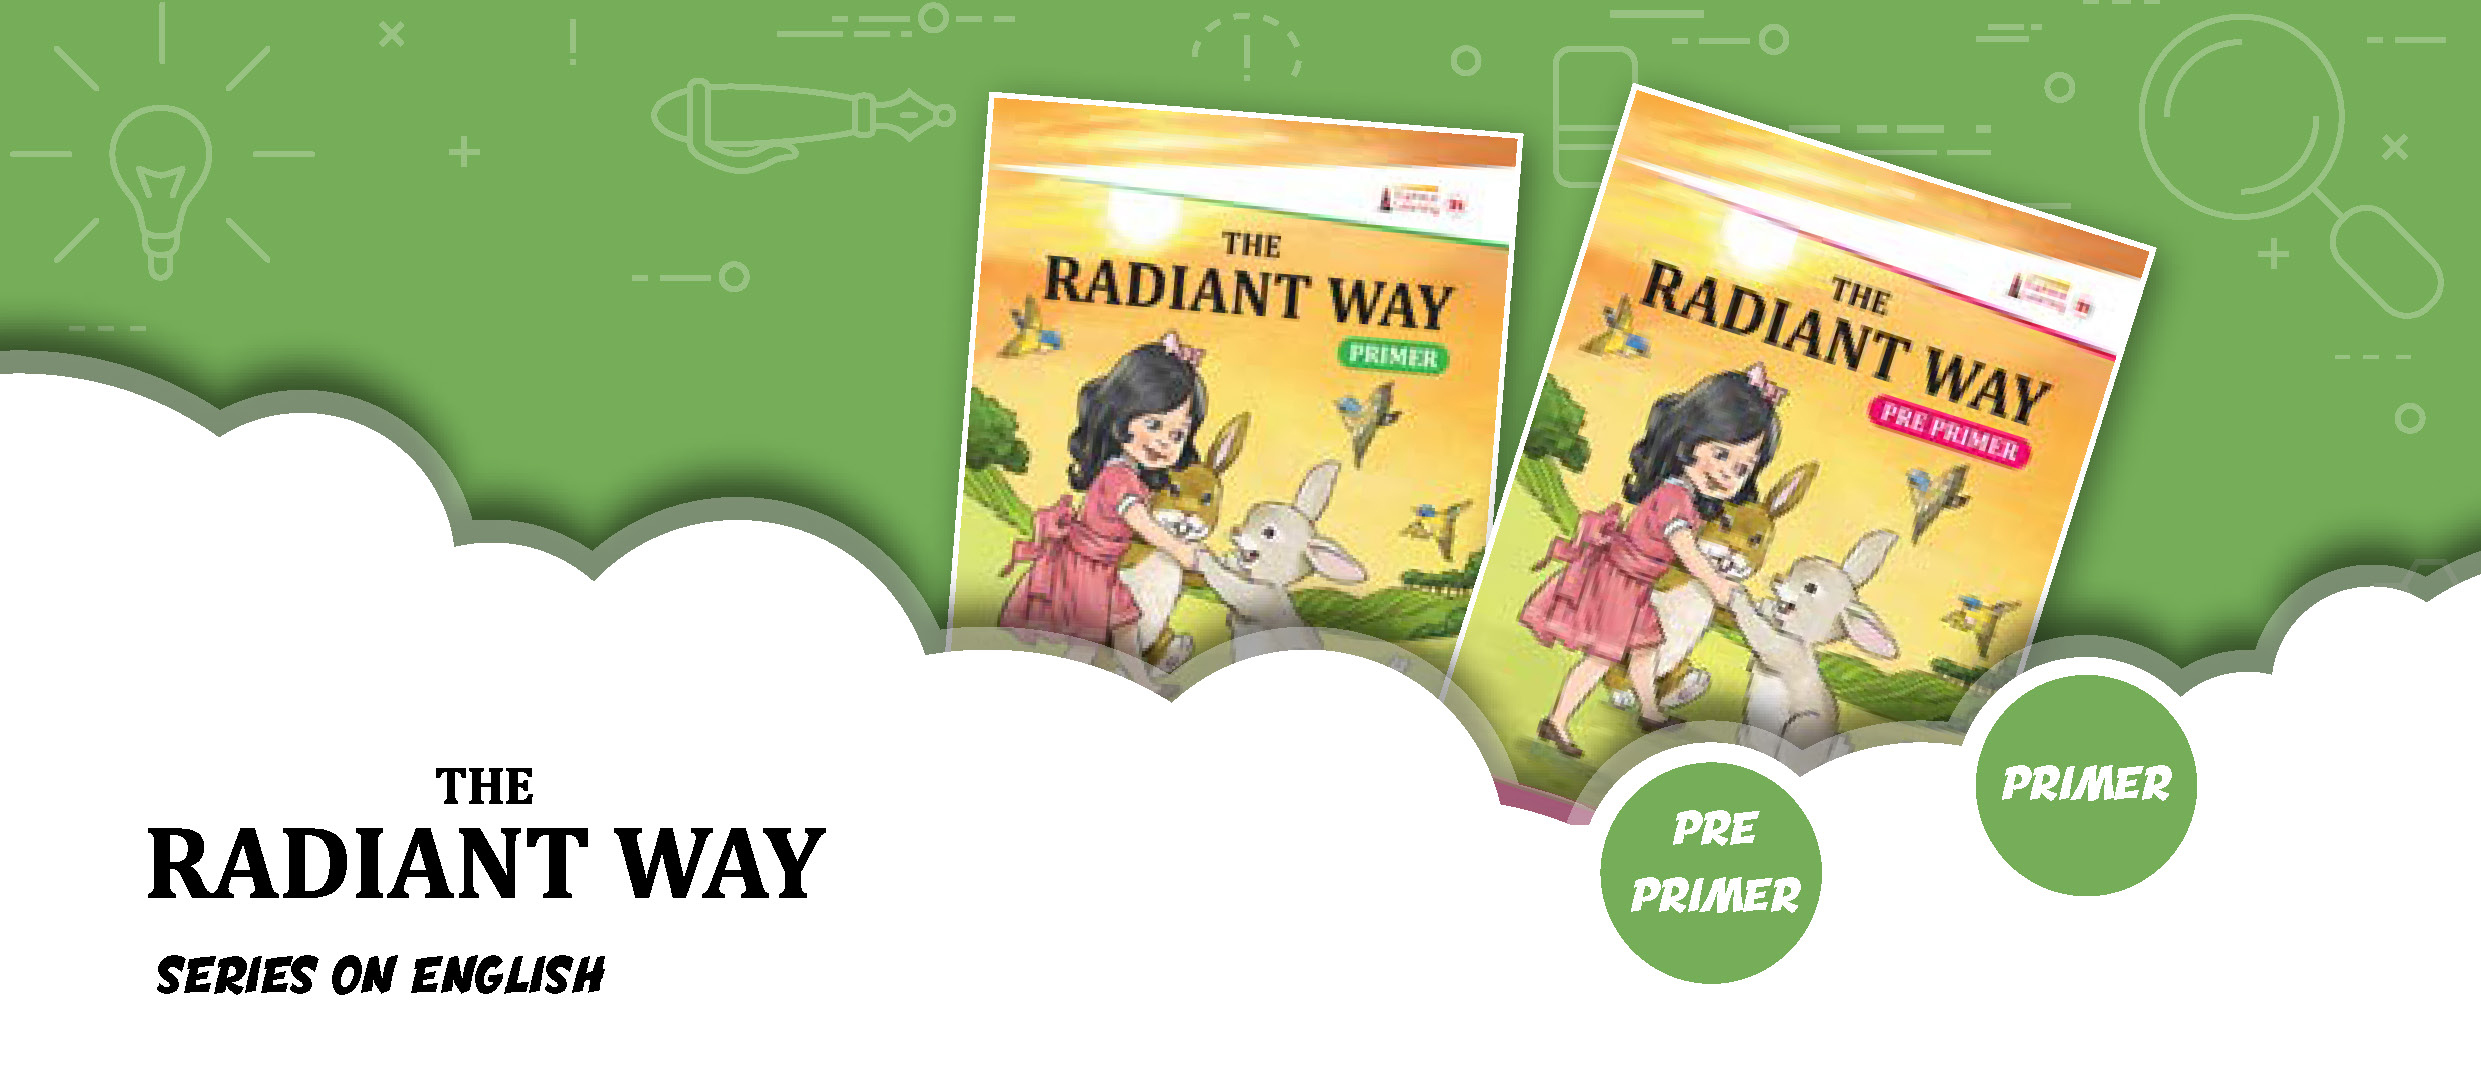 THE
RADIANT WAY
PRIMER
THE
RADIANT WAY
PRE PRIMER
THE
RADIANT WAY
SERIES ON ENGLISH
PRE
PRIMER
PRIMER